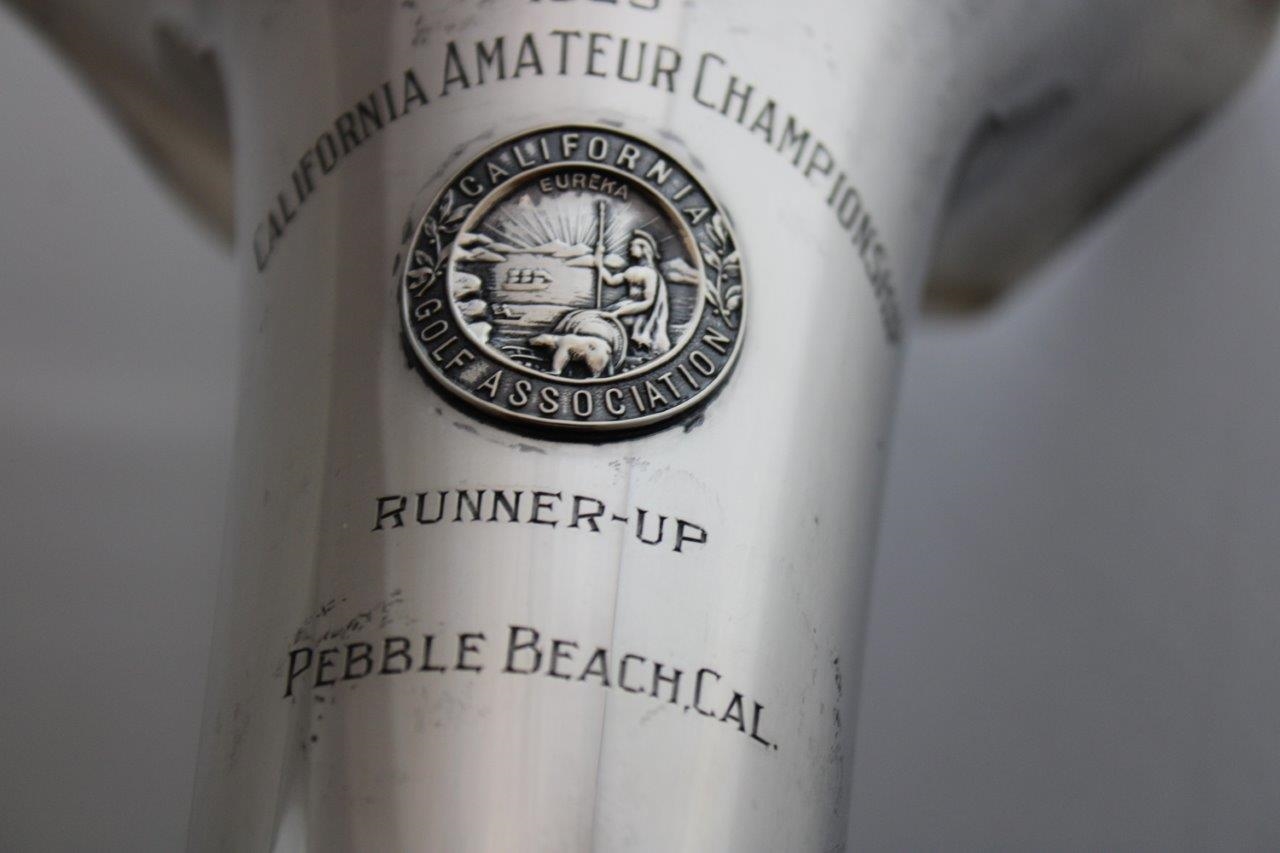 CALIFORNIA AMATEUR CHAMPIONSHIP
CALIFORNIA
EUREKA
GOLF ASSOCIATION
RUNNER-UP
PEBBLE BEACH, CAL.